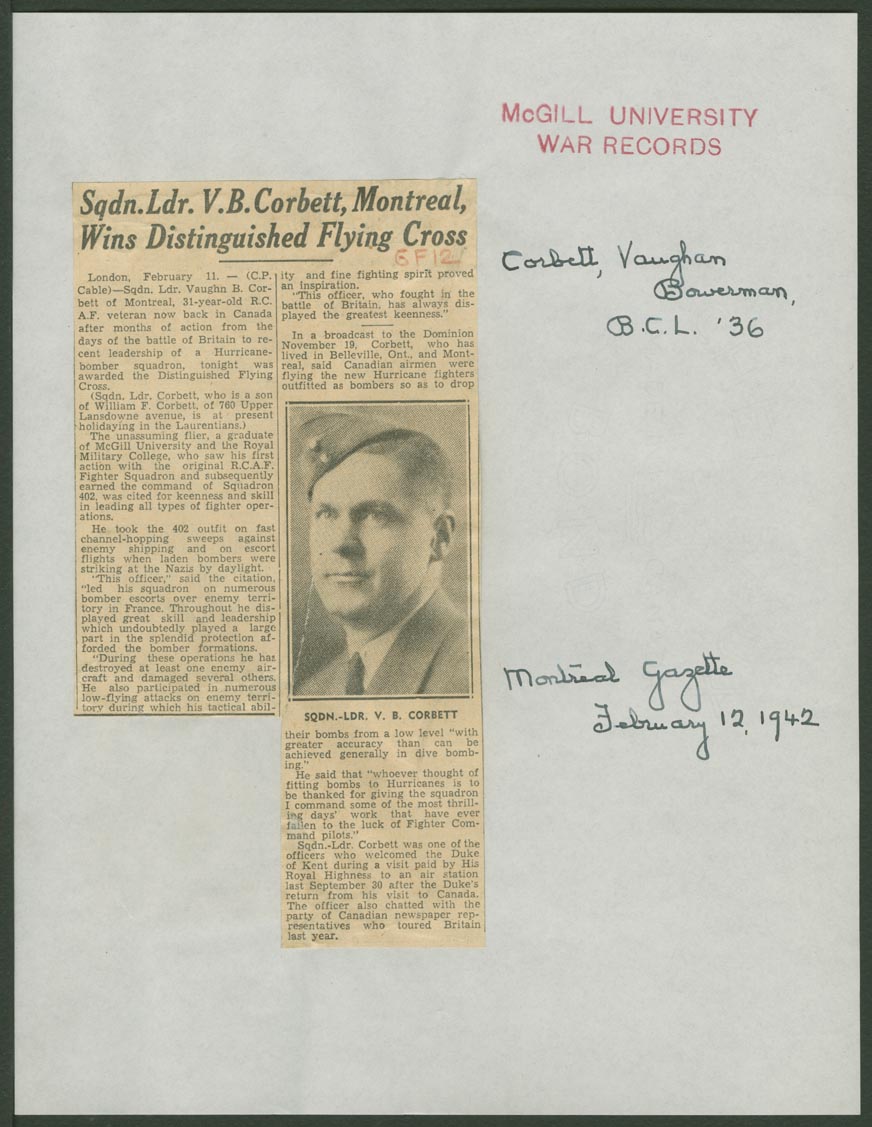 McGILL UNIVERSITY
WAR RECORDS
Sqdn.Ldr. V.B.Corbett, Montreal,
Wins Distinguished Flying Cross
GF12
London, February 11. — (C.P.
Cable)—Sqdn. Ldr. Vaughn B. Cor-
bett of Montreal, 31-year-old R.C.
A.F. veteran now back in Canada
after months of action from the
days of the battle of Britain to re-
cent leadership of a Hurricane-
bomber squadron, tonight was
awarded the Distinguished Flying
Cross.
(Sqdn. Ldr. Corbett, who is a son
of William F. Corbett, of 760 Upper
Lansdowne avenue, is at present
holidaying in the Laurentians.)
The unassuming flier, a graduate
of McGill University and the Royal
Military College, who saw his first
action with the original R.C.A.F.
Fighter Squadron and subsequently
earned the command of Squadron
402, was cited for keenness and skill
in leading all types of fighter oper-
ations.
He took the 402 outfit on fast
channel-hopping sweeps against
enemy shipping and on escort
flights when laden bombers were
striking at the Nazis by daylight.
"This officer," said the citation,
"led his squadron on numerous
bomber escorts over enemy terri-
tory in France. Throughout he dis-
played great skill and leadership
which undoubtedly played a large
part in the splendid protection af-
forded the bomber formations.
"During these operations he has
destroyed at least one enemy air-
craft and damaged several others.
He also participated in numerous
low-flying attacks on enemy terri-
tory during which his tactical abil-
ity and fine fighting spirit proved
an inspiration.
"This officer, who fought in the
battle of Britain, has always dis-
played the greatest keenness."
In a broadcast to the Dominion
November 19, Corbett, who has
lived in Belleville, Ont., and Mont-
real, said Canadian airmen were
flying the new Hurricane fighters
outfitted as bombers so as to drop
SQDN.-LDR. V. B. CORBETT
their bombs from a low level "with
greater accuracy than can be
achieved generally in dive bomb-
ing."
He said that "whoever thought of
fitting bombs to Hurricanes is to
be thanked for giving the squadron
I command some of the most thrill-
ing days' work that have ever
fallen to the luck of Fighter Com-
mand pilots."
Sqdn.-Ldr. Corbett was one of the
officers who welcomed the Duke
of Kent during a visit paid by His
Royal Highness to an air station
last September 30 after the Duke's
return from his visit to Canada.
The officer also chatted with the
party of Canadian newspaper rep-
resentatives who toured Britain
last year.
Corbett, Vaughan
Bowerman,
B.C.L. '36
Montreal Gazette
February 12, 1942